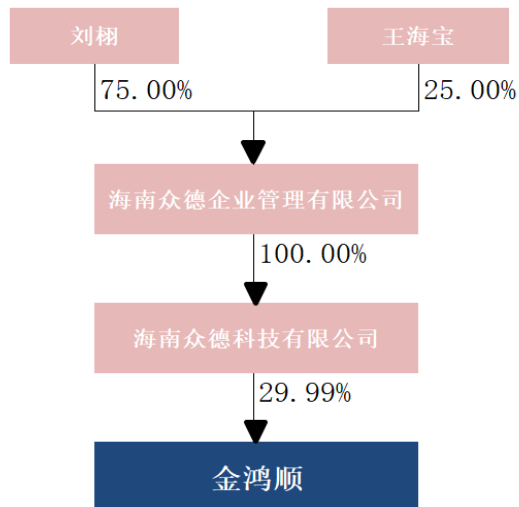 刘栩
王海宝
75.00%
25.00%
海南众德企业管理有限公司
100.00%
海南众德科技有限公司
29.99%
金鸿顺